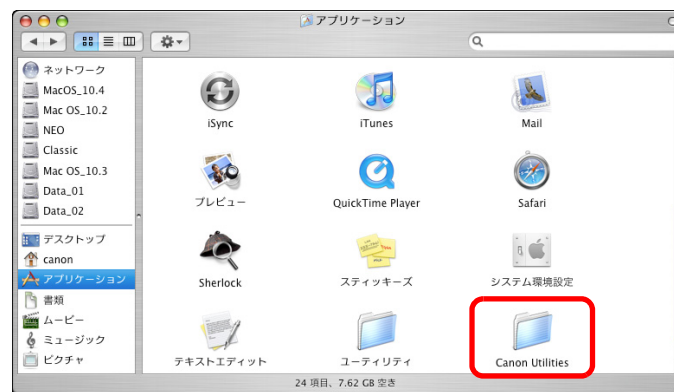 アプリケーション
ネットワーク
MacOS_10.4
Mac OS_10.2
NEO
Classic
Mac OS_10.3
Data_01
Data_02
デスクトップ
canon
アプリケーション
書類
ムービー
ミュージック
ピクチャ
iSync
iTunes
Mail
プレビュー
QuickTime Player
Safari
Sherlock
スティッキーズ
システム環境設定
テキストエディット
ユーティリティ
Canon Utilities
24 項目、7.62 GB 空き